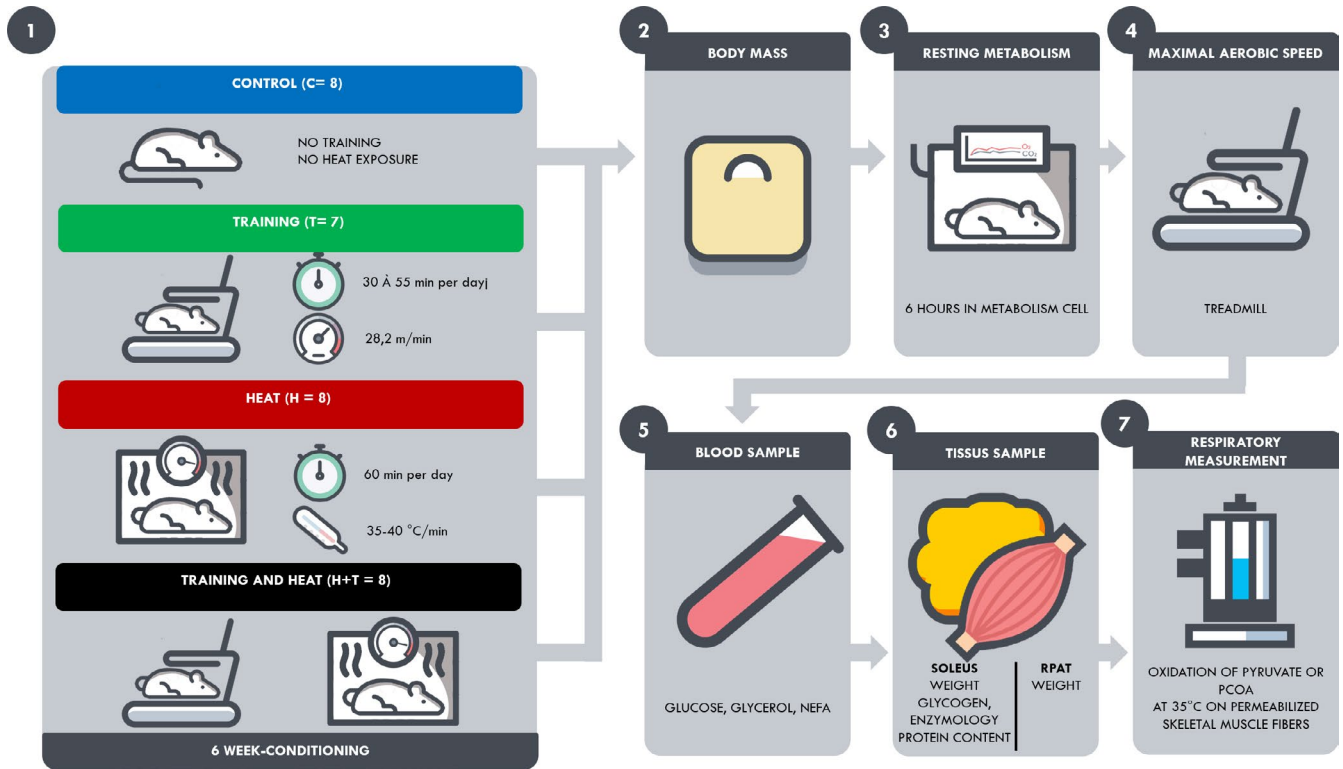 1
CONTROL (C= 8)
NO TRAINING
NO HEAT EXPOSURE
TRAINING (T= 7)
30 À 55 min per day¡
28,2 m/min
HEAT (H = 8)
60 min per day
35-40 °C/min
TRAINING AND HEAT (H+T = 8)
6 WEEK-CONDITIONING
2
BODY MASS
3
RESTING METABOLISM
O₂
CO₂
6 HOURS IN METABOLISM CELL
4
MAXIMAL AEROBIC SPEED
TREADMILL
5
BLOOD SAMPLE
GLUCOSE, GLYCEROL, NEFA
6
TISSUS SAMPLE
SOLEUS
WEIGHT
GLYCOGEN,
ENZYMOLOGY
PROTEIN CONTENT
RPAT
WEIGHT
7
RESPIRATORY
MEASUREMENT
OXIDATION OF PYRUVATE OR
PCOA
AT 35°C ON PERMEABILIZED
SKELETAL MUSCLE FIBERS